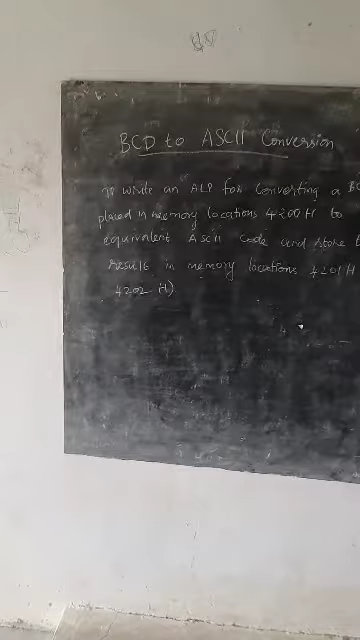 BCD to ASCII Conversion
To write an ALP for Converting a BC
placed in memory locations 4200 H to
equivalent ASCII Code and store t
result in memory locations 4201 H
4202 H)